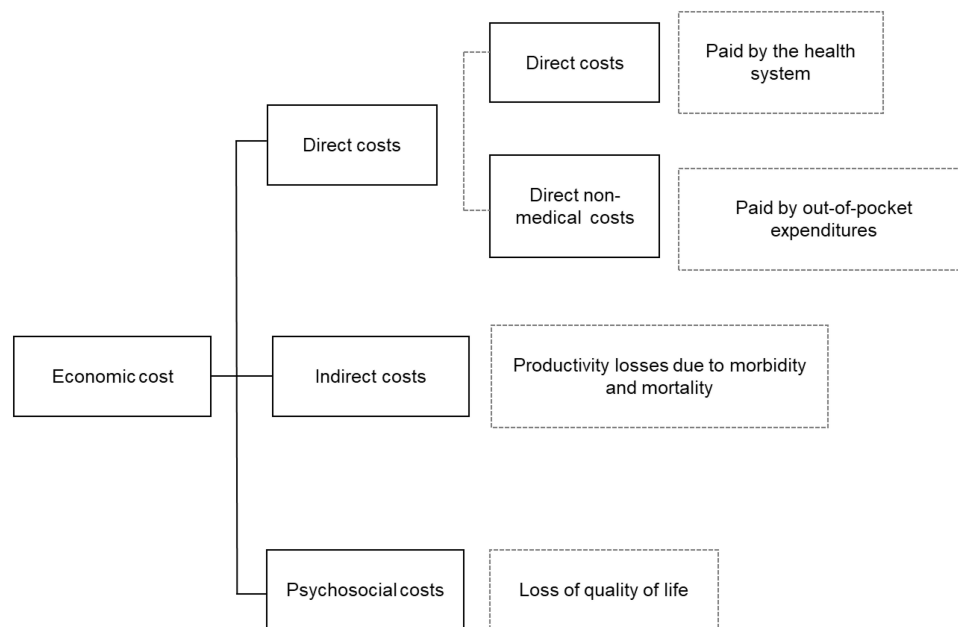 Direct costs
Paid by the health
system
Direct costs
Direct non-
medical costs
Paid by out-of-pocket
expenditures
Economic cost
Indirect costs
Productivity losses due to morbidity
and mortality
Psychosocial costs
Loss of quality of life